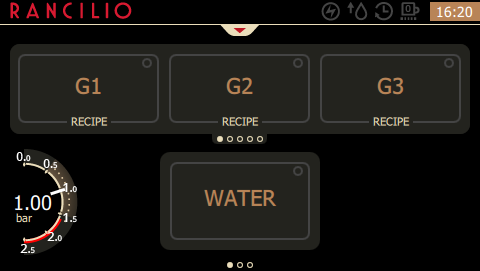 RANCILIO
0
16:20
G1
G2
G3
RECIPE
RECIPE
RECIPE
0.0
0.5
1.0
1.00
bar
1.5
2.0
2.5
WATER